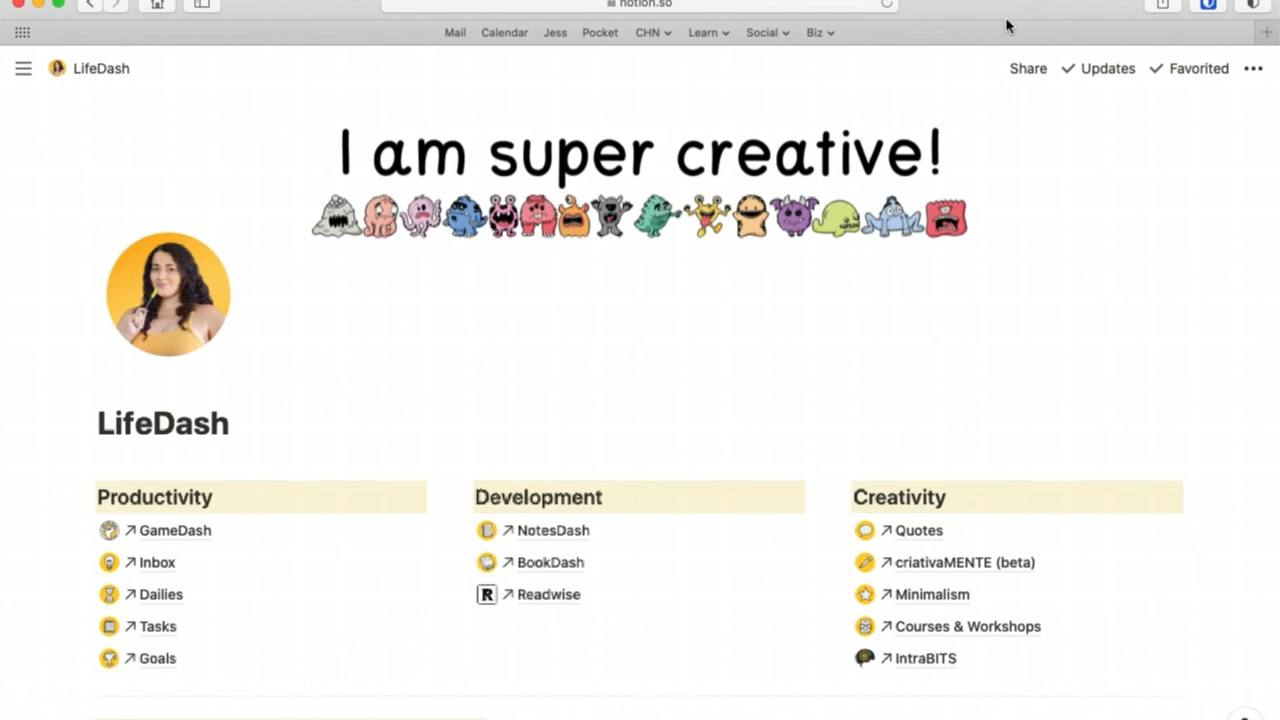 notion.so
Mail Calendar Jess Pocket CHN Learn Social Biz
LifeDash
Share Updates Favorited
I am super creative!
LifeDash
Productivity
GameDash
Inbox
Dailies
Tasks
Goals
Development
NotesDash
BookDash
R Readwise
Creativity
Quotes
criativaMENTE (beta)
Minimalism
Courses & Workshops
IntraBITS